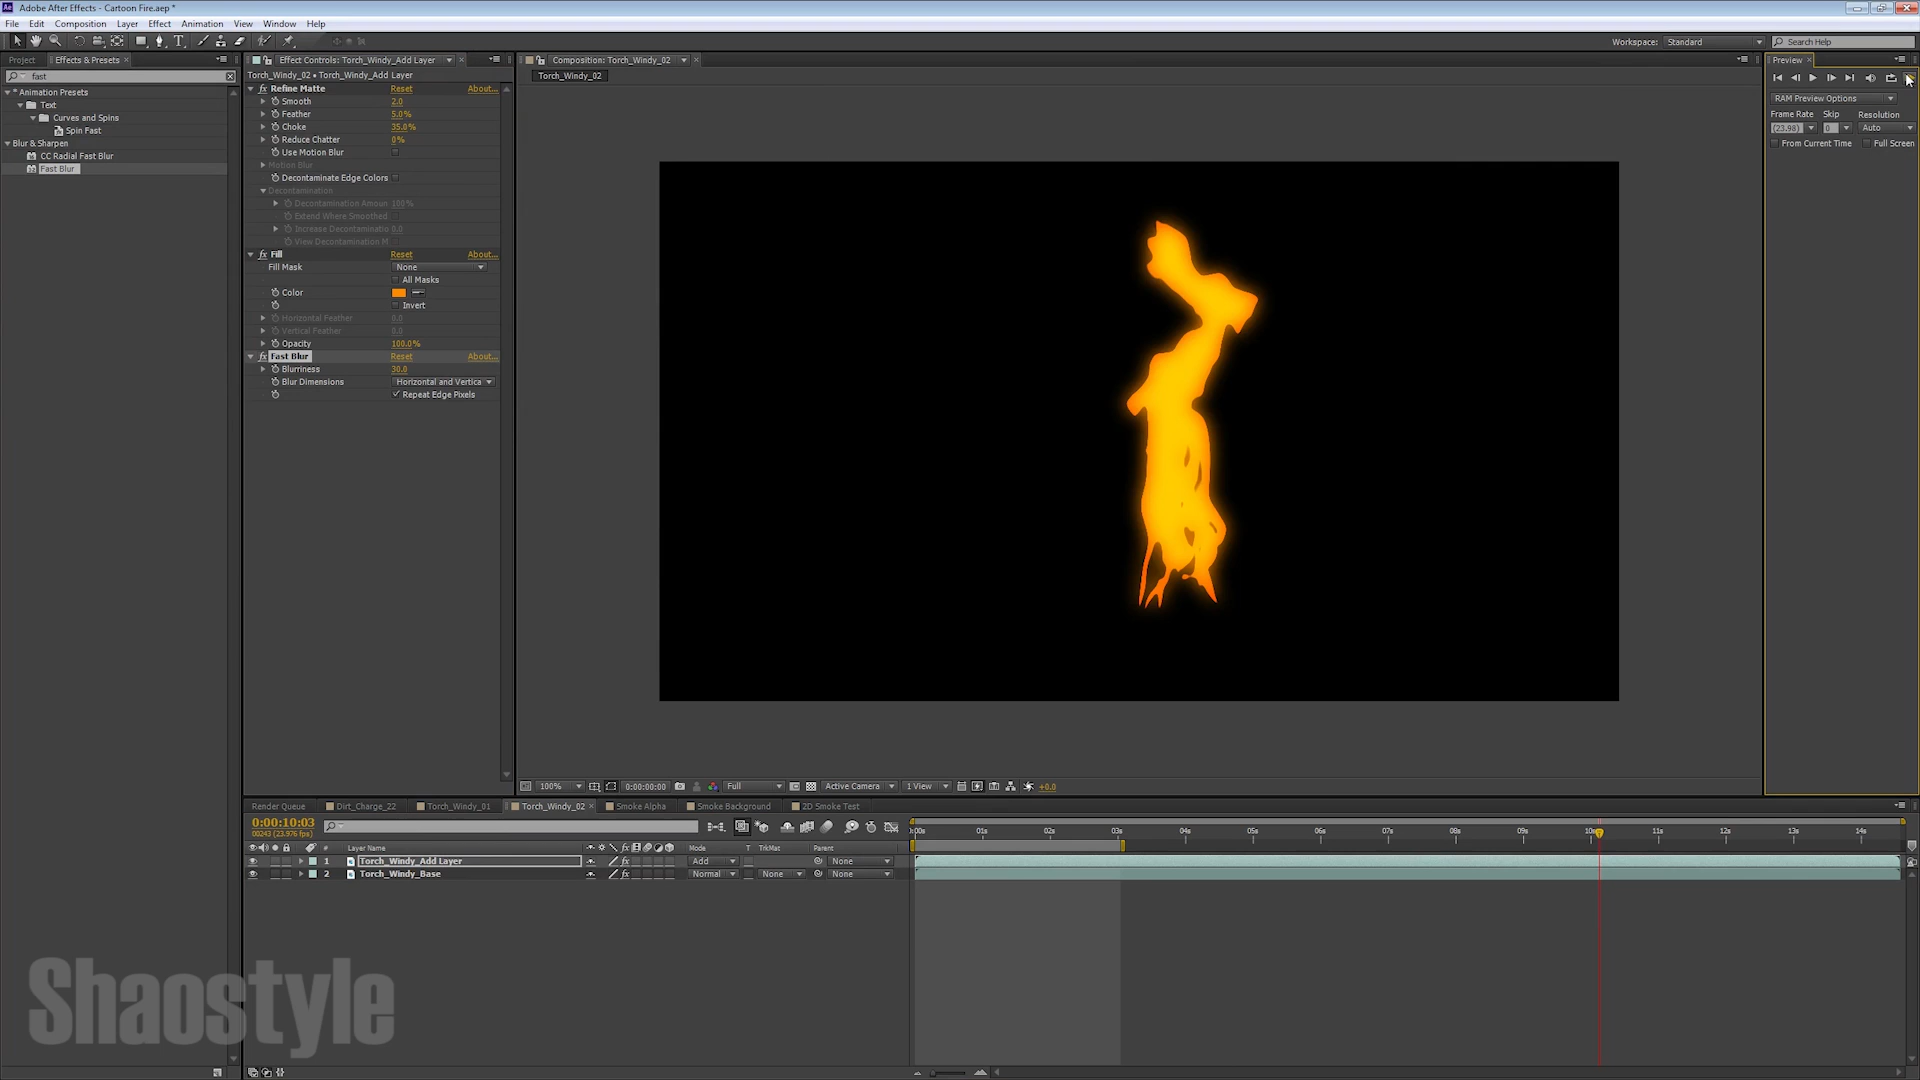 Adobe After Effects - Cartoon Fire.aep *
File Edit Composition Layer Effect Animation View Window Help
Workspace: Standard
Search Help
Project
Effects & Presets
fast
* Animation Presets
Text
Curves and Spins
Spin Fast
Blur & Sharpen
CC Radial Fast Blur
Fast Blur
Effect Controls: Torch_Windy_Add Layer
Torch_Windy_02 • Torch_Windy_Add Layer
fx Refine Matte Reset About...
Smooth 2.0
Feather 5.0%
Choke 35.0%
Reduce Chatter 0%
Use Motion Blur
Motion Blur
Decontaminate Edge Colors
Decontamination
Decontamination Amoun 100%
Extend Where Smoothed
Increase Decontaminatio 0.0
View Decontamination M
fx Fill Reset About...
Fill Mask None
All Masks
Color
Invert
Horizontal Feather 0.0
Vertical Feather 0.0
Opacity 100.0%
fx Fast Blur Reset About...
Blurriness 30.0
Blur Dimensions Horizontal and Vertica
Repeat Edge Pixels
Composition: Torch_Windy_02
Torch_Windy_02
100% 0:00:00:00 Full Active Camera 1 View +0.0
Preview
RAM Preview Options
Frame Rate Skip Resolution
(23.98) 0 Auto
From Current Time Full Screen
Render Queue Dirt_Charge_22 Torch_Windy_01 Torch_Windy_02 Smoke Alpha Smoke Background 2D Smoke Test
0:00:10:03
00243 (23.976 fps)
# Layer Name Mode T TrkMat Parent
1 Torch_Windy_Add Layer Add None
2 Torch_Windy_Base Normal None None
01s 02s 03s 04s 05s 06s 07s 08s 09s 11s 12s 13s 14s
Shaostyle